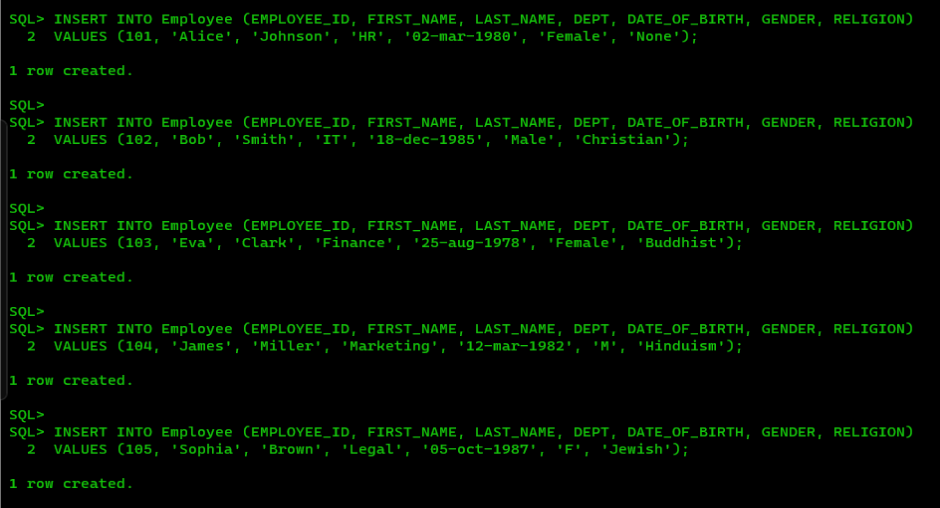 SQL> INSERT INTO Employee (EMPLOYEE_ID, FIRST_NAME, LAST_NAME, DEPT, DATE_OF_BIRTH, GENDER, RELIGION)
  2  VALUES (101, 'Alice', 'Johnson', 'HR', '02-mar-1980', 'Female', 'None');
1 row created.
SQL>
SQL> INSERT INTO Employee (EMPLOYEE_ID, FIRST_NAME, LAST_NAME, DEPT, DATE_OF_BIRTH, GENDER, RELIGION)
  2  VALUES (102, 'Bob', 'Smith', 'IT', '18-dec-1985', 'Male', 'Christian');
1 row created.
SQL>
SQL> INSERT INTO Employee (EMPLOYEE_ID, FIRST_NAME, LAST_NAME, DEPT, DATE_OF_BIRTH, GENDER, RELIGION)
  2  VALUES (103, 'Eva', 'Clark', 'Finance', '25-aug-1978', 'Female', 'Buddhist');
1 row created.
SQL>
SQL> INSERT INTO Employee (EMPLOYEE_ID, FIRST_NAME, LAST_NAME, DEPT, DATE_OF_BIRTH, GENDER, RELIGION)
  2  VALUES (104, 'James', 'Miller', 'Marketing', '12-mar-1982', 'M', 'Hinduism');
1 row created.
SQL>
SQL> INSERT INTO Employee (EMPLOYEE_ID, FIRST_NAME, LAST_NAME, DEPT, DATE_OF_BIRTH, GENDER, RELIGION)
  2  VALUES (105, 'Sophia', 'Brown', 'Legal', '05-oct-1987', 'F', 'Jewish');
1 row created.